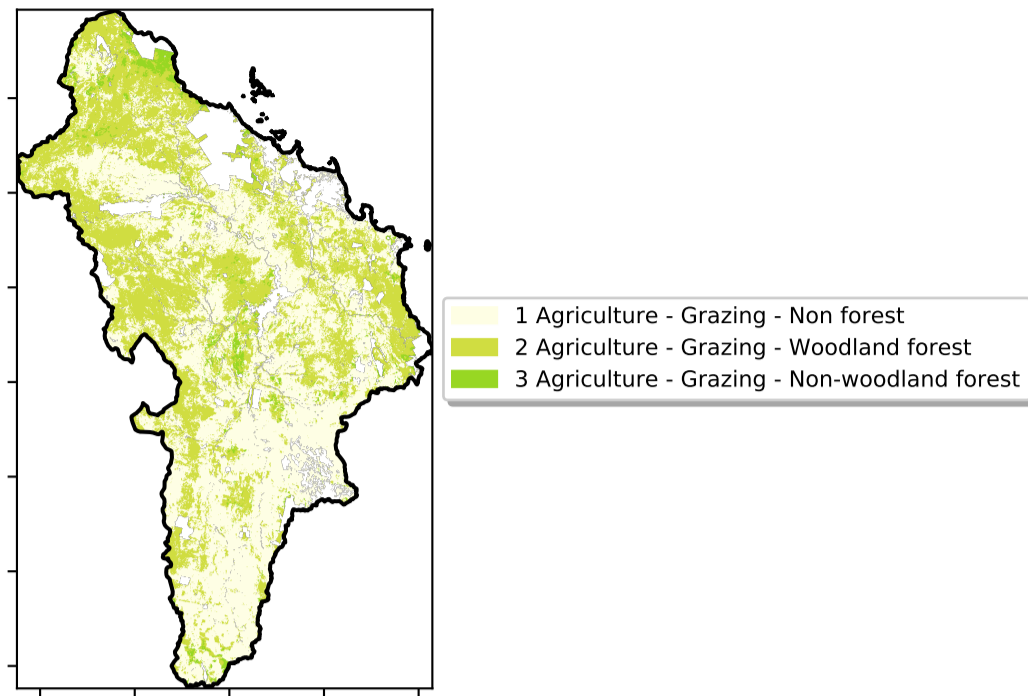 1 Agriculture - Grazing - Non forest
2 Agriculture - Grazing - Woodland forest
3 Agriculture - Grazing - Non-woodland forest